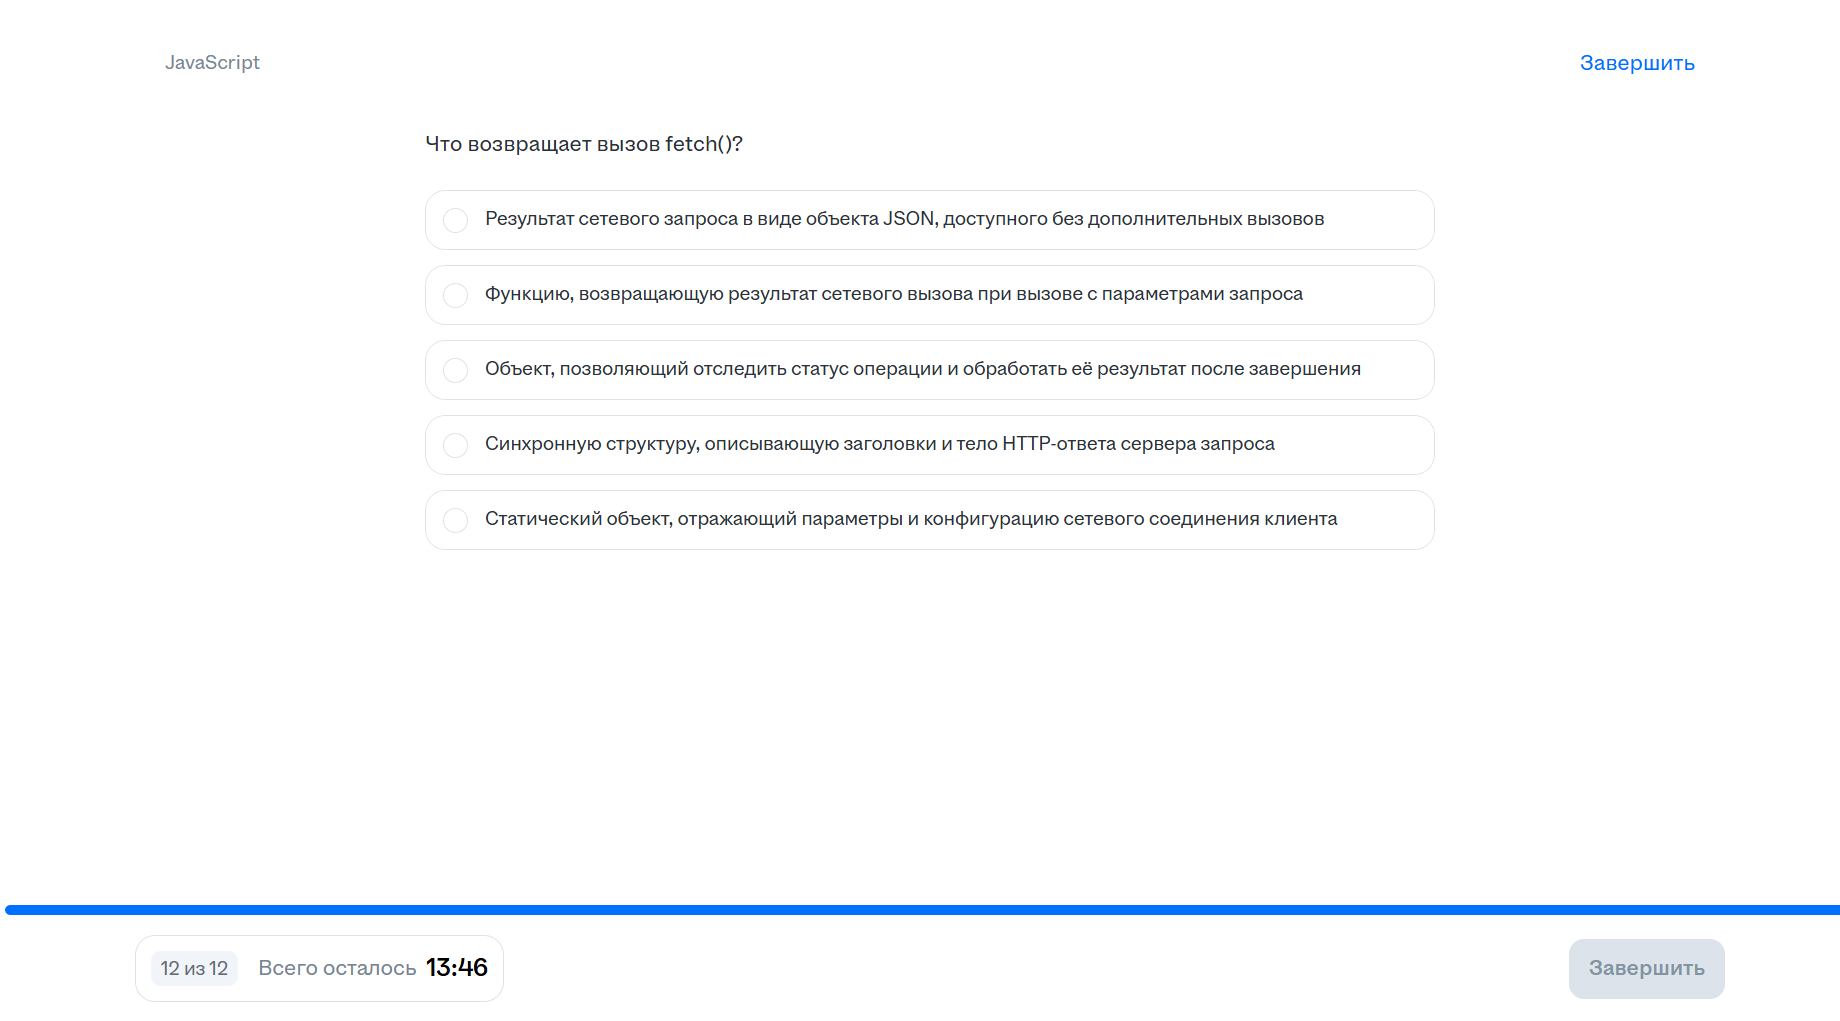 JavaScript
Завершить
Что возвращает вызов fetch()?
Результат сетевого запроса в виде объекта JSON, доступного без дополнительных вызовов
Функцию, возвращающую результат сетевого вызова при вызове с параметрами запроса
Объект, позволяющий отследить статус операции и обработать её результат после завершения
Синхронную структуру, описывающую заголовки и тело HTTP-ответа сервера запроса
Статический объект, отражающий параметры и конфигурацию сетевого соединения клиента
12 из 12 Всего осталось 13:46
Завершить